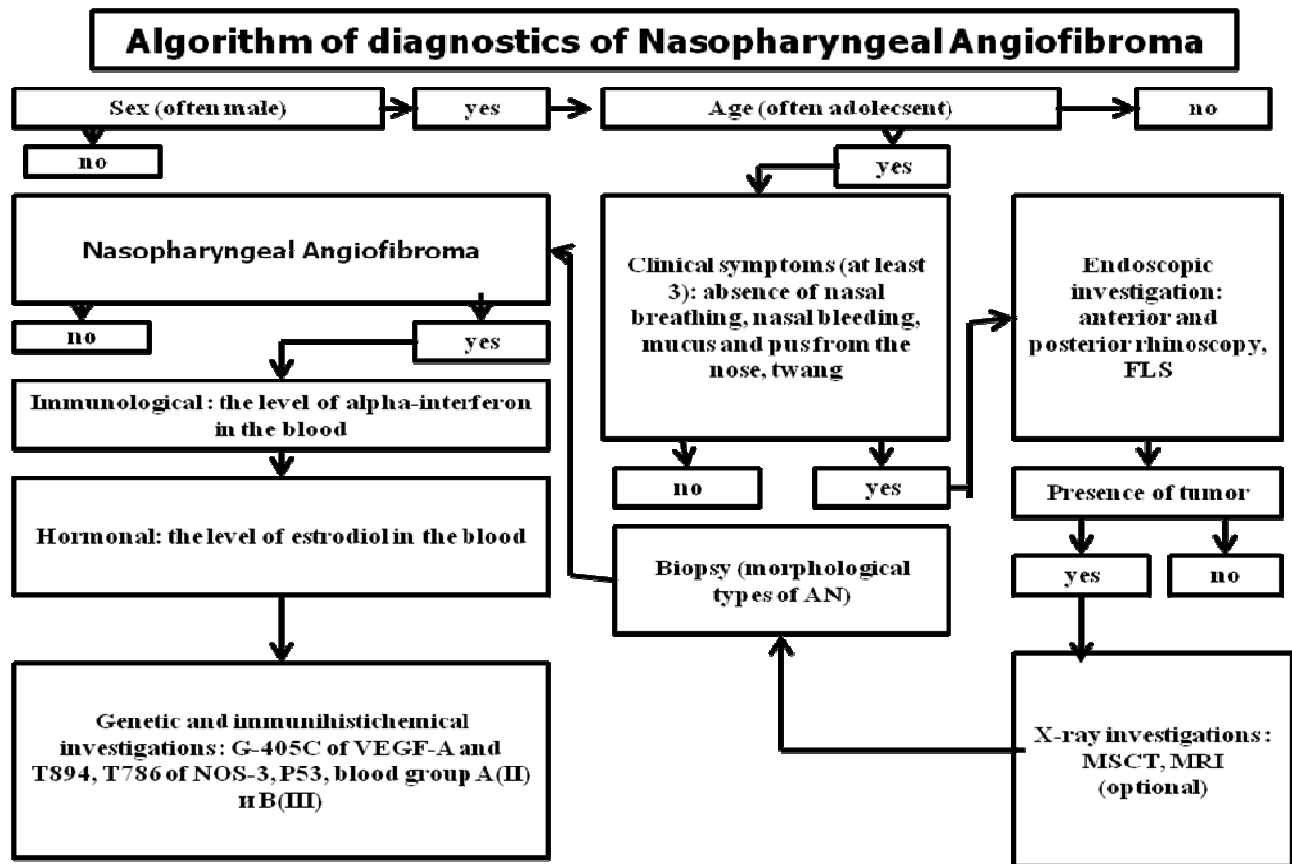 Algorithm of diagnostics of Nasopharyngeal Angiofibroma
Sex (often male)
yes
Age (often adolecsent)
no
no
yes
Nasopharyngeal Angiofibroma
no
yes
Clinical symptoms (at least
3): absence of nasal
breathing, nasal bleeding,
mucus and pus from the
nose, twang
no
yes
Endoscopic
investigation:
anterior and
posterior rhinoscopy,
FLS
Presence of tumor
yes
no
Immunological : the level of alpha-interferon
in the blood
Hormonal: the level of estrodiol in the blood
Biopsy (morphological
types of AN)
Genetic and immunihistichemical
investigations : G-405C of VEGF-A and
T894, T786 of NOS-3, P53, blood group A(II)
и B(III)
X-ray investigations :
MSCT, MRI
(optional)